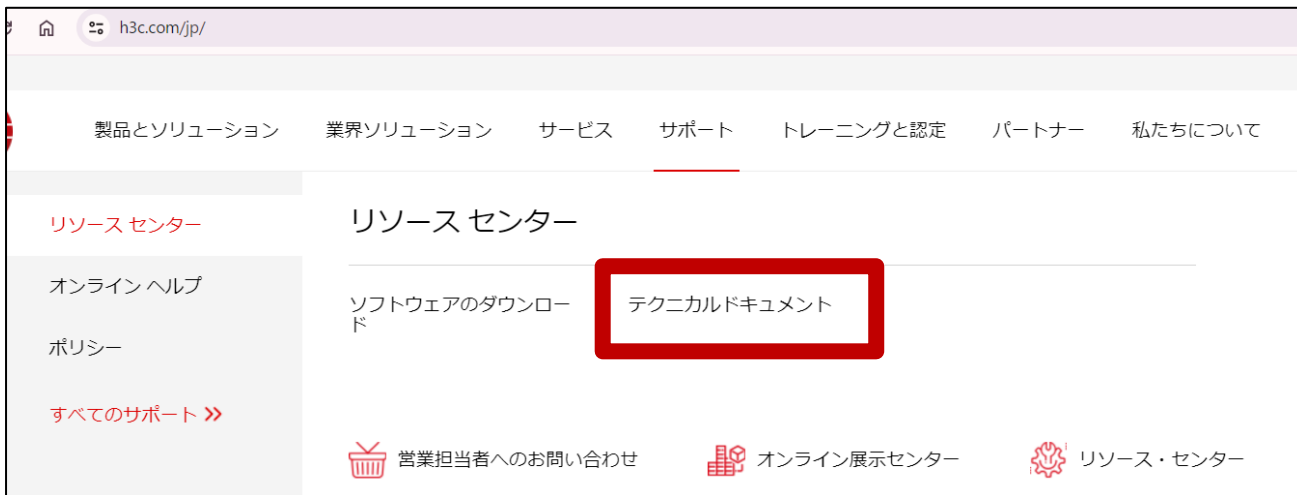 h3c.com/jp/
製品とソリューション 業界ソリューション サービス サポート トレーニングと認定 パートナー 私たちについて
リソース センター
オンライン ヘルプ
ポリシー
すべてのサポート
リソース センター
ソフトウェアのダウンロー
ド
テクニカルドキュメント
営業担当者へのお問い合わせ オンライン展示センター リソース・センター